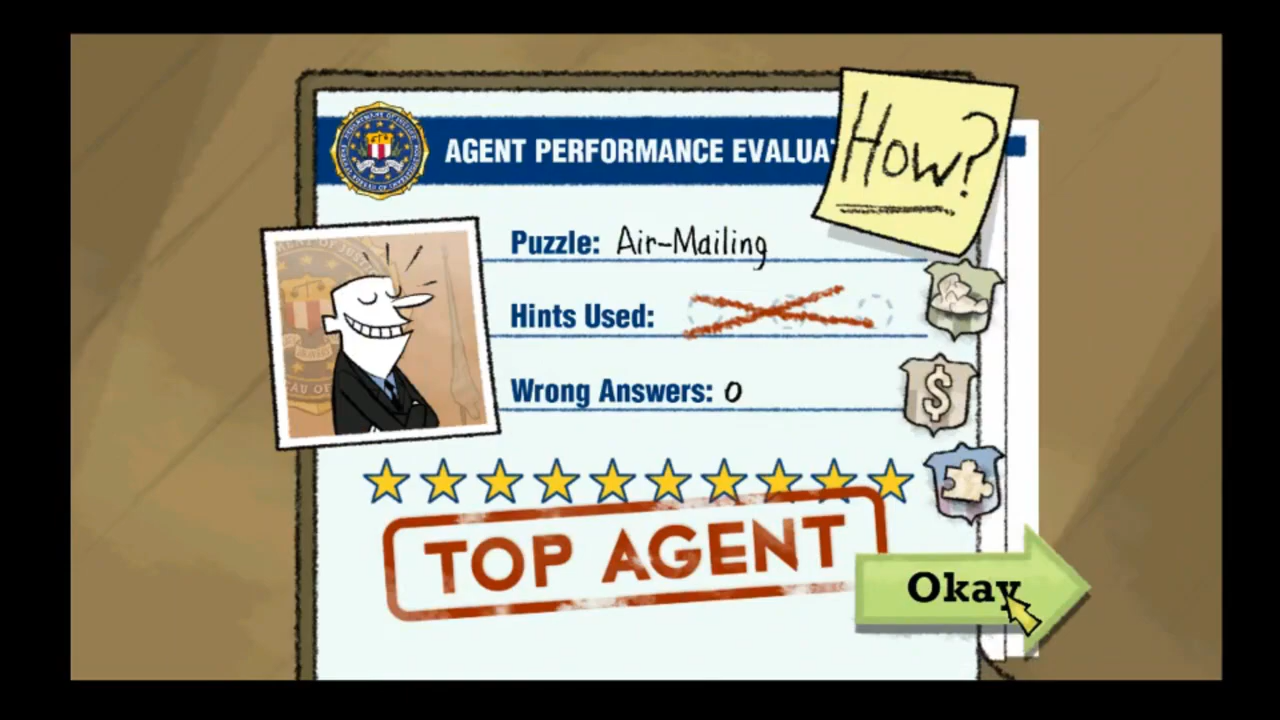 AGENT PERFORMANCE EVALUAT
How?
Puzzle: Air-Mailing
Hints Used:
Wrong Answers: 0
$
TOP AGENT
Okay